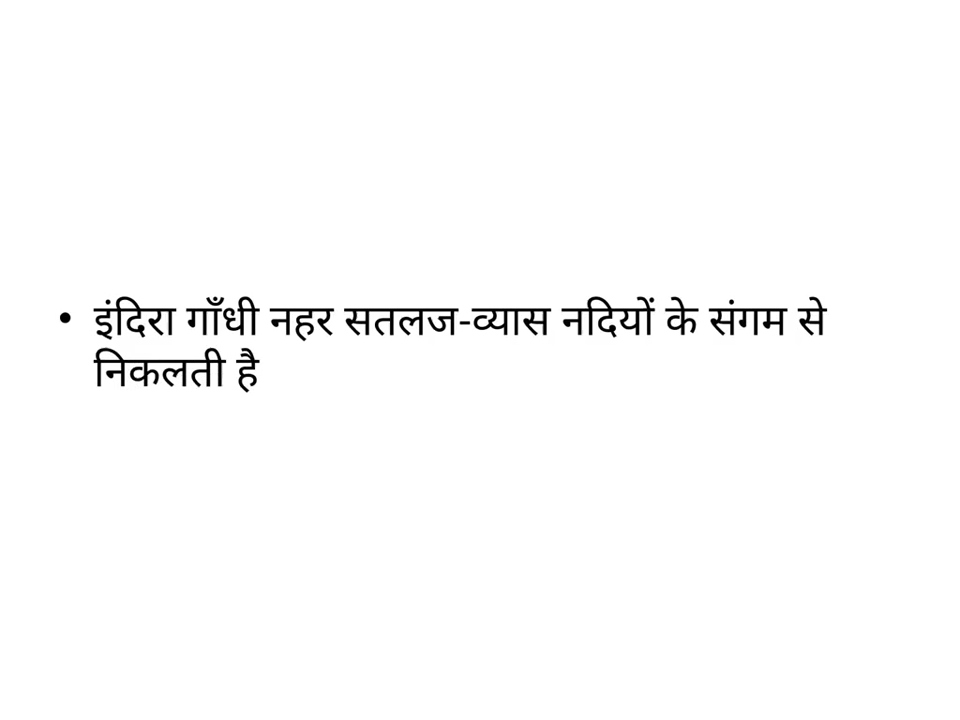 • इंदिरा गाँधी नहर सतलज-व्यास नदियों के संगम से
निकलती है